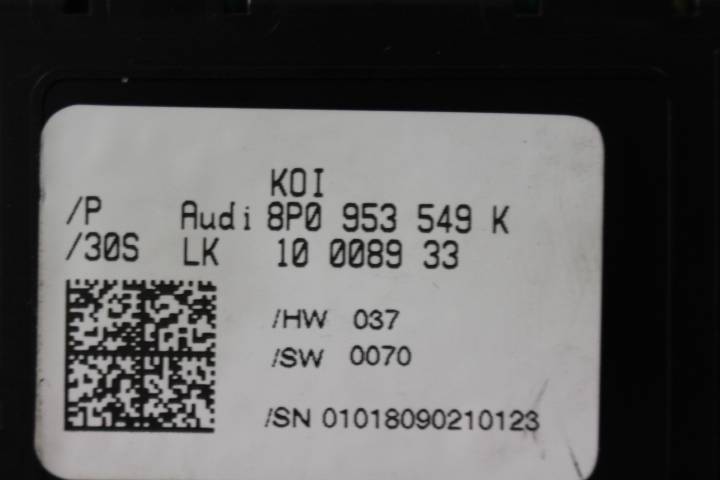 KOI
/P Audi 8P0 953 549 K
/30S LK 10 0089 33
/HW 037
/SW 0070
/SN 01018090210123